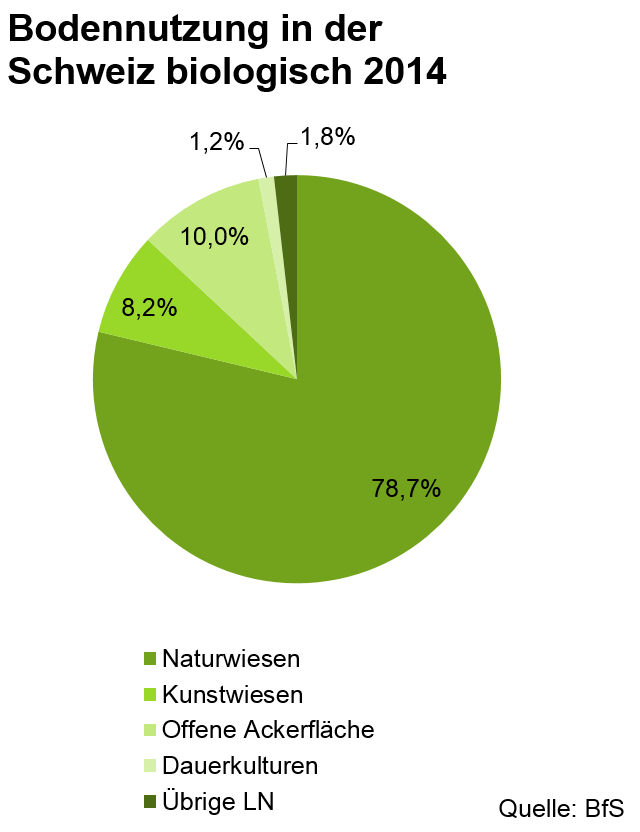 Bodennutzung in der
Schweiz biologisch 2014
1,2%
1,8%
10,0%
8,2%
78,7%
Naturwiesen
Kunstwiesen
Offene Ackerfläche
Dauerkulturen
Übrige LN
Quelle: BfS